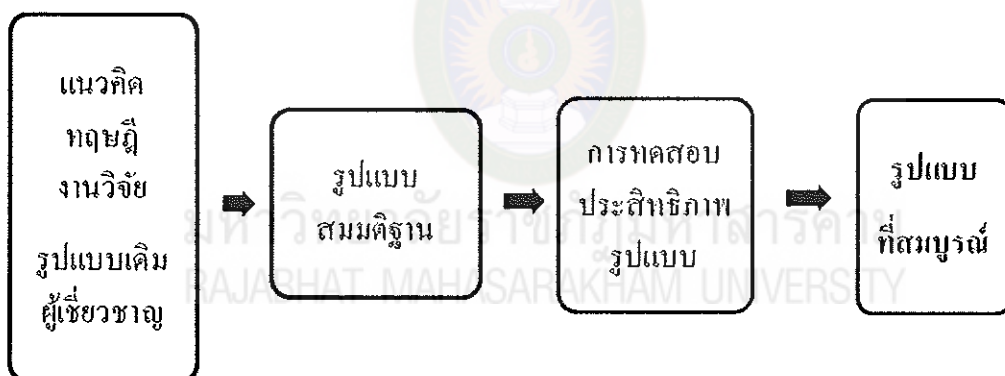 แนวคิด
ทฤษฎี
งานวิจัย
รูปแบบเดิม
ผู้เชี่ยวชาญ
รูปแบบ
สมมติฐาน
การทดสอบ
ประสิทธิภาพ
รูปแบบ
รูปแบบ
ที่สมบูรณ์
มหาวิทยาลัยราชภัฏมหาสารคาม
RAJABHAT MAHASARAKHAM UNIVERSITY